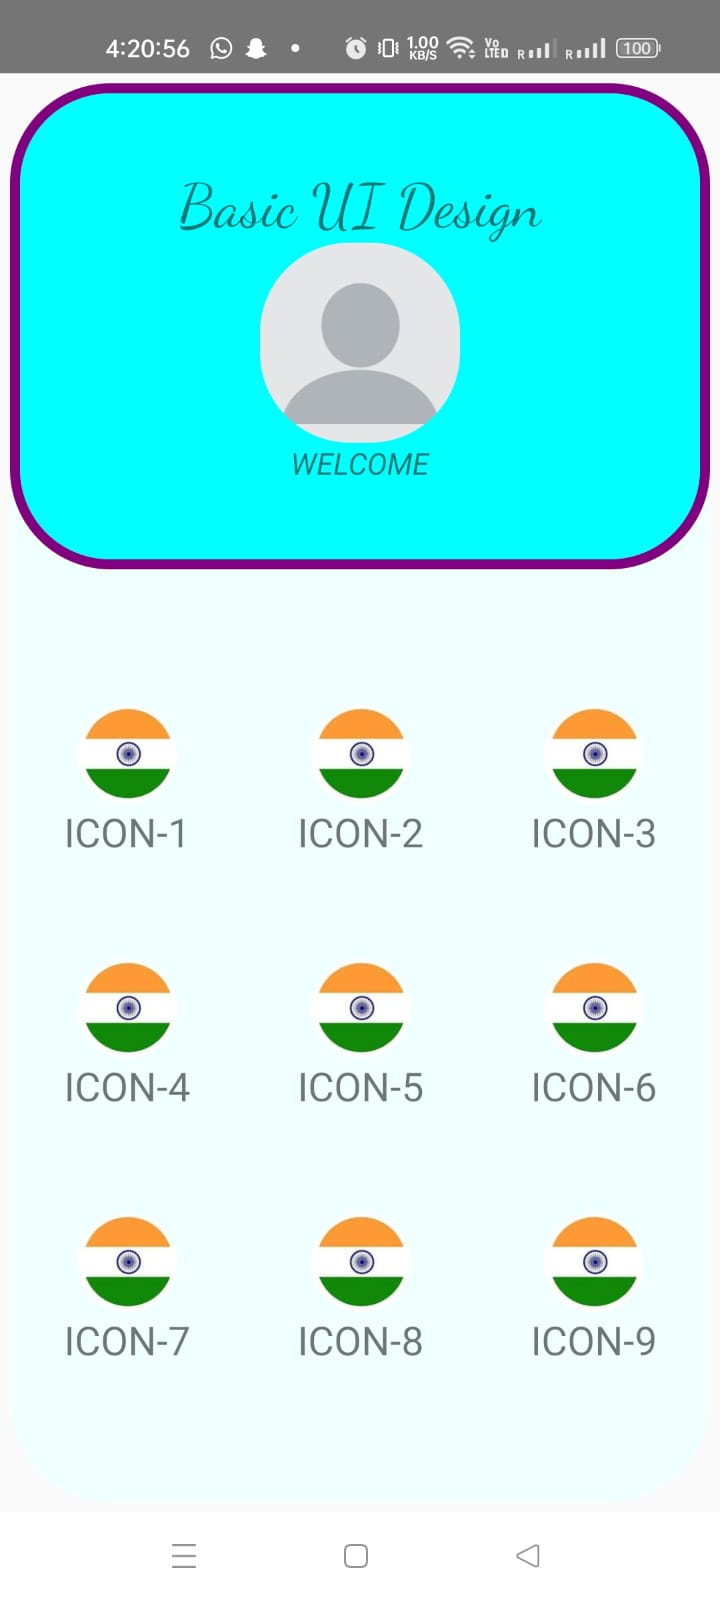 4:20:56 1.00 KB/S Vo LTE R R 100
Basic UI Design
WELCOME
ICON-1 ICON-2 ICON-3
ICON-4 ICON-5 ICON-6
ICON-7 ICON-8 ICON-9